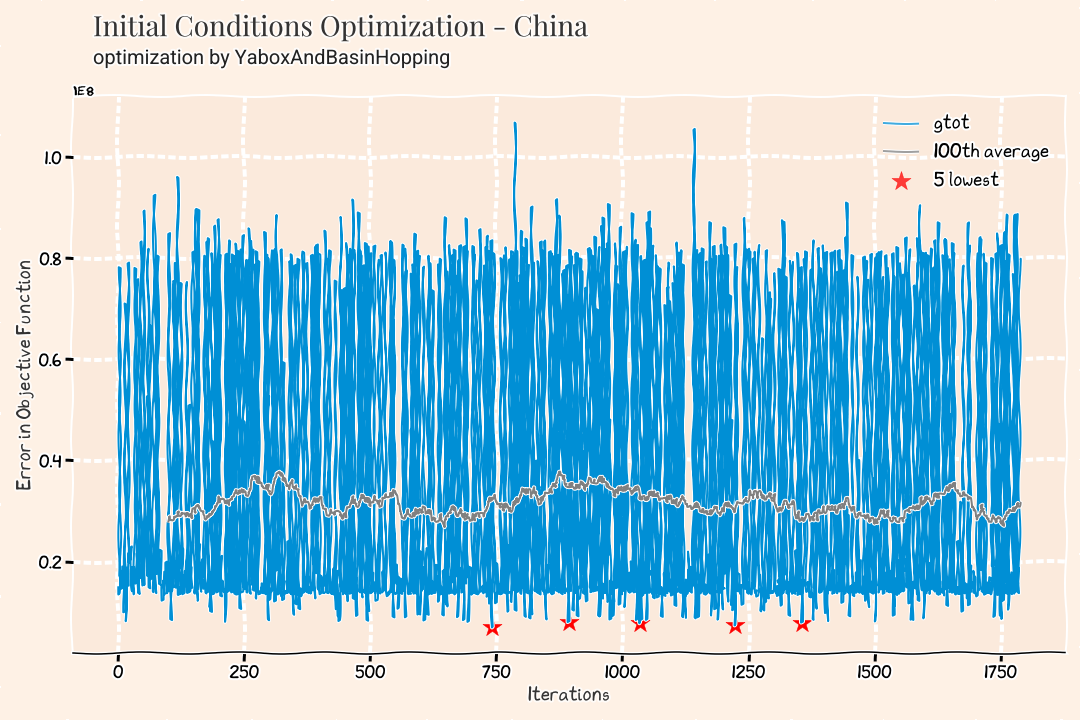 Initial Conditions Optimization - China
optimization by YaboxAndBasinHopping
1E8
gtot
100th average
5 lowest
1.0
0.8
0.6
0.4
0.2
Error in Objective Function
0 250 500 750 1000 1250 1500 1750
Iterations